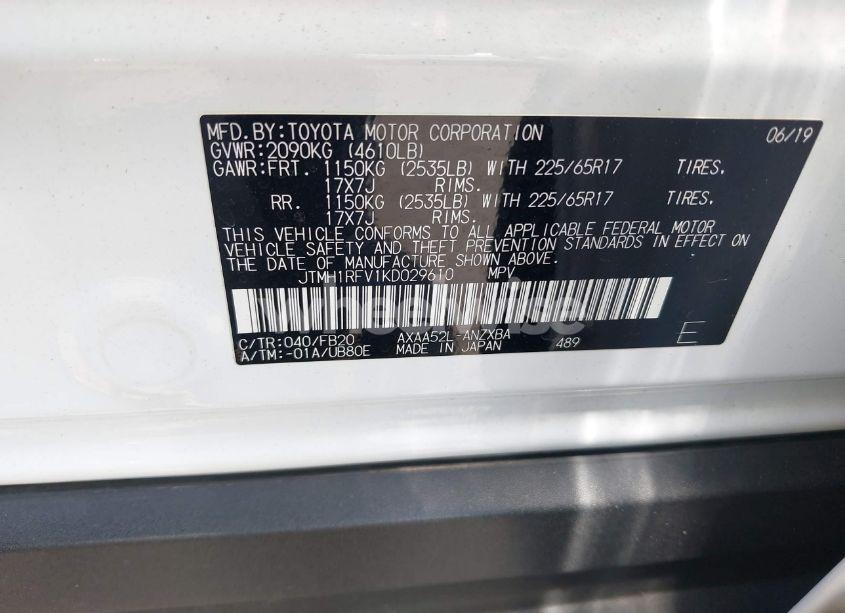 MFD.BY:TOYOTA MOTOR CORPORATION 06/19
GVWR:2090KG (4610LB)
GAWR:FRT. 1150KG (2535LB) WITH 225/65R17 TIRES.
17X7J RIMS.
RR. 1150KG (2535LB) WITH 225/65R17 TIRES.
17X7J RIMS.
THIS VEHICLE CONFORMS TO ALL APPLICABLE FEDERAL MOTOR
VEHICLE SAFETY AND THEFT PREVENTION STANDARDS IN EFFECT ON
THE DATE OF MANUFACTURE SHOWN ABOVE.
JTMH1RFV1KD029610 MPV
wheelwise
C/TR:040/FB20 AXAA52L-ANZXBA
A/TM:-01A/UB80E MADE IN JAPAN 489 E